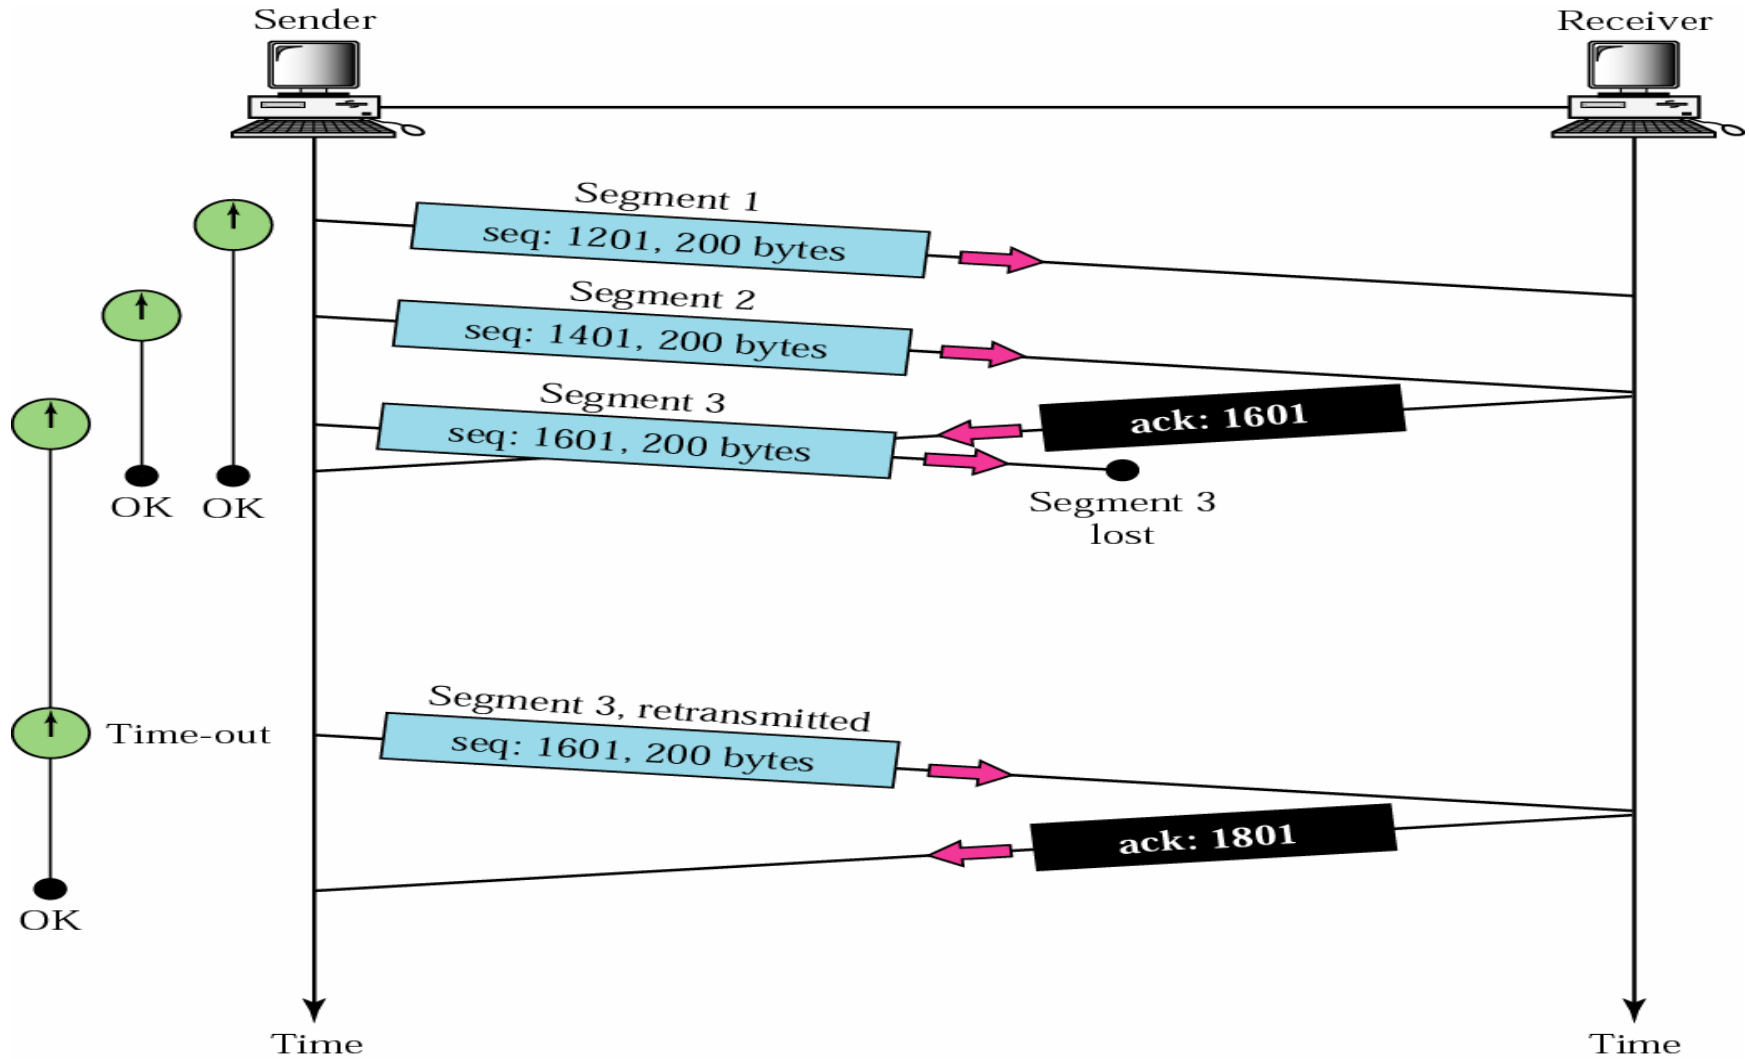 Sender
Receiver
Segment 1
seq: 1201, 200 bytes
Segment 2
seq: 1401, 200 bytes
Segment 3
ack: 1601
seq: 1601, 200 bytes
OK
OK
Segment 3
lost
Segment 3, retransmitted
Time-out
seq: 1601, 200 bytes
ack: 1801
OK
Time
Time